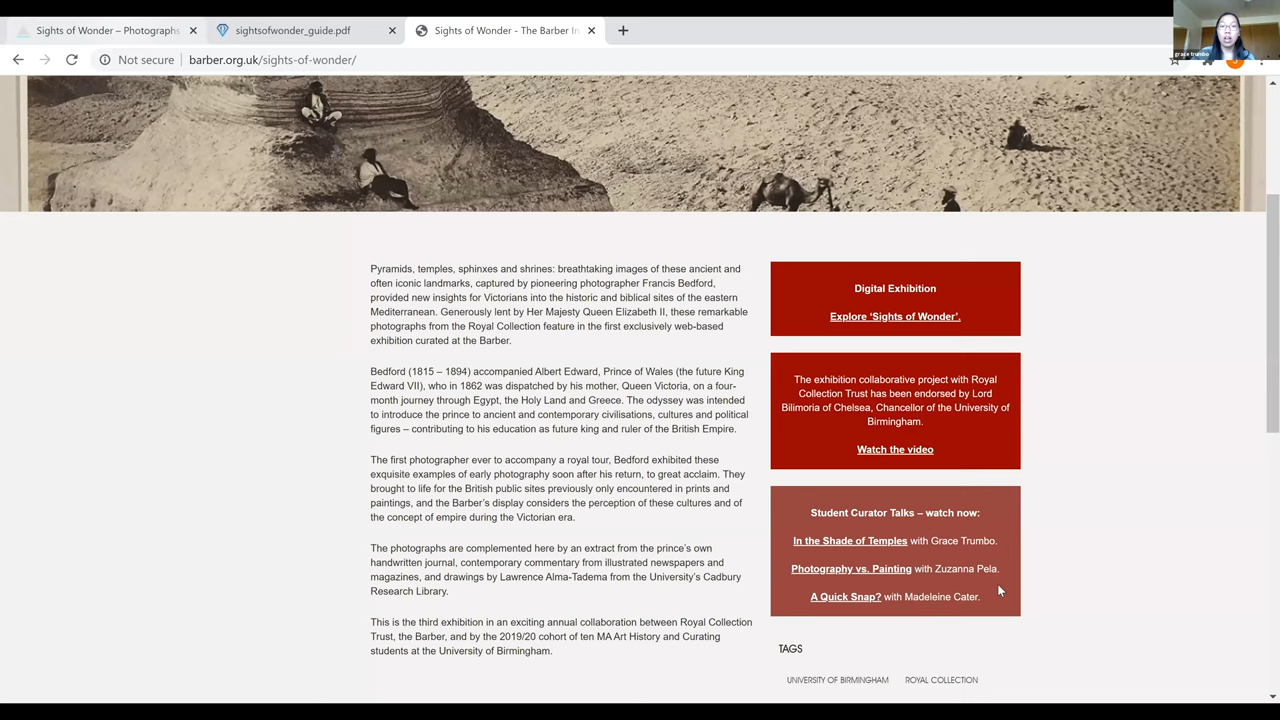 Sights of Wonder – Photographs
sightsofwonder_guide.pdf
Sights of Wonder - The Barber In
Not secure
barber.org.uk/sights-of-wonder/
grace trumbo
Pyramids, temples, sphinxes and shrines: breathtaking images of these ancient and
often iconic landmarks, captured by pioneering photographer Francis Bedford,
provided new insights for Victorians into the historic and biblical sites of the eastern
Mediterranean. Generously lent by Her Majesty Queen Elizabeth II, these remarkable
photographs from the Royal Collection feature in the first exclusively web-based
exhibition curated at the Barber.
Bedford (1815 – 1894) accompanied Albert Edward, Prince of Wales (the future King
Edward VII), who in 1862 was dispatched by his mother, Queen Victoria, on a four-
month journey through Egypt, the Holy Land and Greece. The odyssey was intended
to introduce the prince to ancient and contemporary civilisations, cultures and political
figures – contributing to his education as future king and ruler of the British Empire.
The first photographer ever to accompany a royal tour, Bedford exhibited these
exquisite examples of early photography soon after his return, to great acclaim. They
brought to life for the British public sites previously only encountered in prints and
paintings, and the Barber's display considers the perception of these cultures and of
the concept of empire during the Victorian era.
The photographs are complemented here by an extract from the prince's own
handwritten journal, contemporary commentary from illustrated newspapers and
magazines, and drawings by Lawrence Alma-Tadema from the University's Cadbury
Research Library.
This is the third exhibition in an exciting annual collaboration between Royal Collection
Trust, the Barber, and by the 2019/20 cohort of ten MA Art History and Curating
students at the University of Birmingham.
Digital Exhibition
Explore 'Sights of Wonder'.
The exhibition collaborative project with Royal
Collection Trust has been endorsed by Lord
Bilimoria of Chelsea, Chancellor of the University of
Birmingham.
Watch the video
Student Curator Talks – watch now:
In the Shade of Temples with Grace Trumbo.
Photography vs. Painting with Zuzanna Pela.
A Quick Snap? with Madeleine Cater.
TAGS
UNIVERSITY OF BIRMINGHAM ROYAL COLLECTION